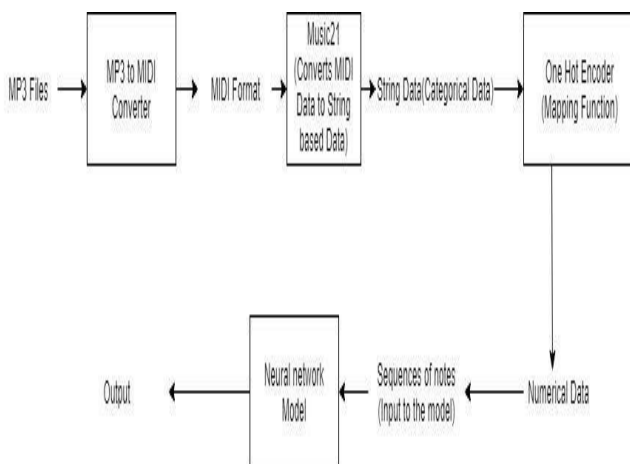 MP3 Files
MP3 to MIDI
Converter
MIDI Format
Music21
(Converts MIDI
Data to String
based Data)
String Data(Categorical Data)
One Hot Encoder
(Mapping Function)
Numerical Data
Sequences of notes
(Input to the model)
Neural network
Model
Output